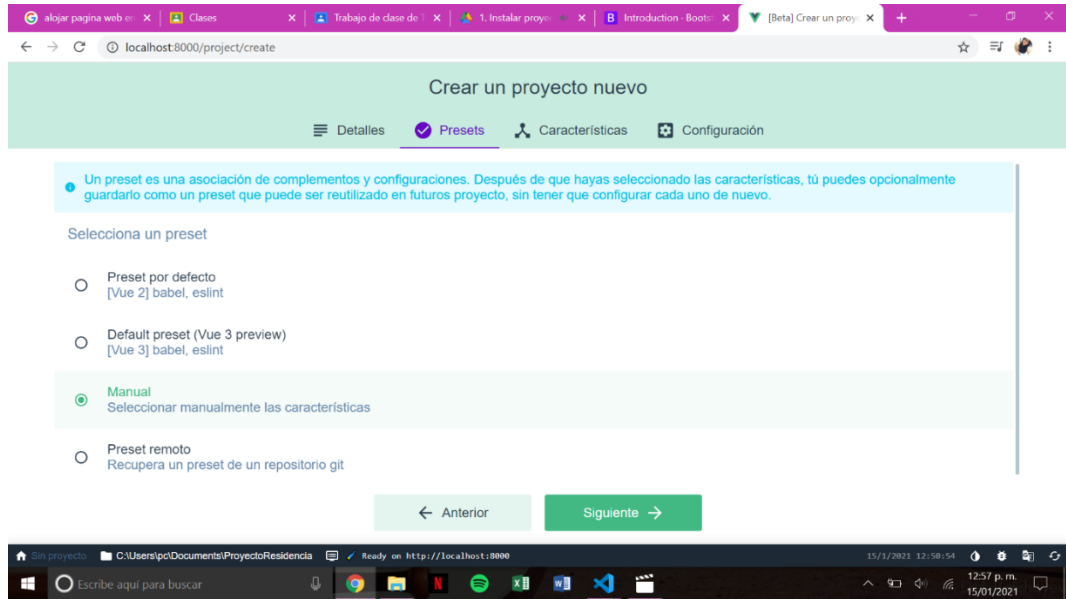 alojar pagina web en
Clases
Trabajo de clase de T
1. Instalar proye
Introduction · Boots
[Beta] Crear un proy
localhost:8000/project/create
Crear un proyecto nuevo
Detalles
Presets
Características
Configuración
Un preset es una asociación de complementos y configuraciones. Después de que hayas seleccionado las características, tú puedes opcionalmente
guardarlo como un preset que puede ser reutilizado en futuros proyecto, sin tener que configurar cada uno de nuevo.
Selecciona un preset
Preset por defecto
[Vue 2] babel, eslint
Default preset (Vue 3 preview)
[Vue 3] babel, eslint
Manual
Seleccionar manualmente las características
Preset remoto
Recupera un preset de un repositorio git
Anterior
Siguiente
Sin proyecto
C:\Users\pc\Documents\ProyectoResidencia
Ready on http://localhost:8000
15/1/2021 12:50:54
Escribe aquí para buscar
12:57 p. m.
15/01/2021